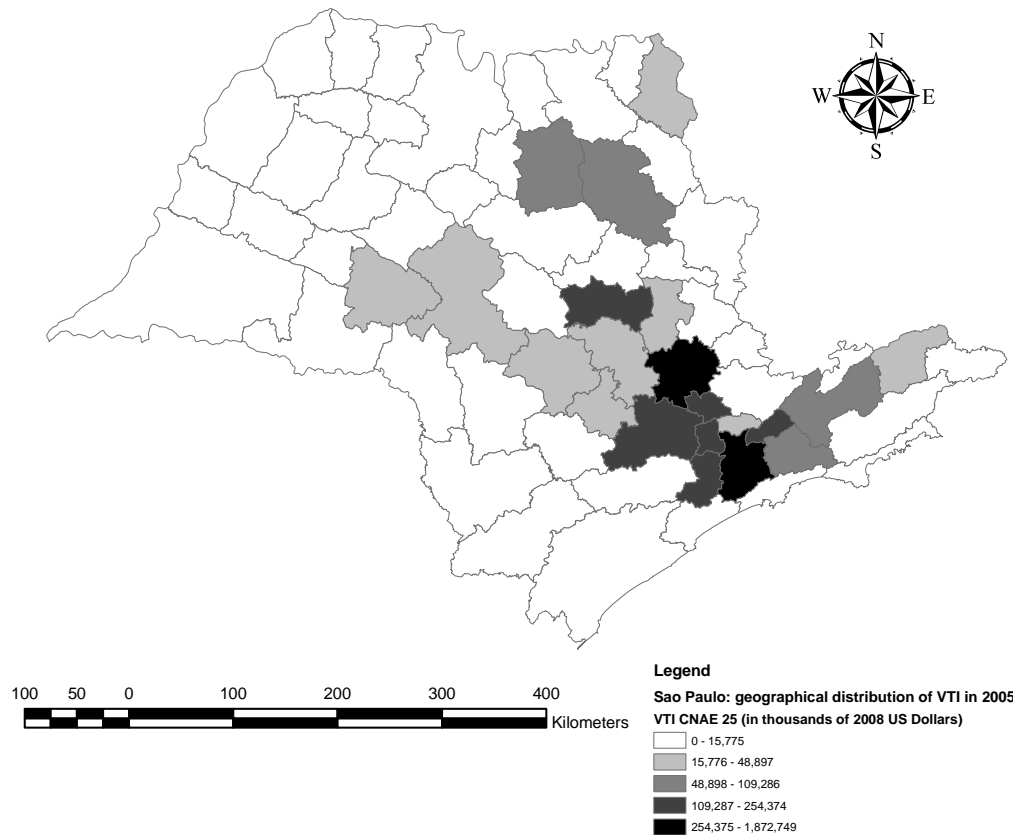 N
W E
S
Legend
Sao Paulo: geographical distribution of VTI in 2005
VTI CNAE 25 (in thousands of 2008 US Dollars)
0 - 15,775
15,776 - 48,897
48,898 - 109,286
109,287 - 254,374
254,375 - 1,872,749
100 50 0 100 200 300 400
Kilometers